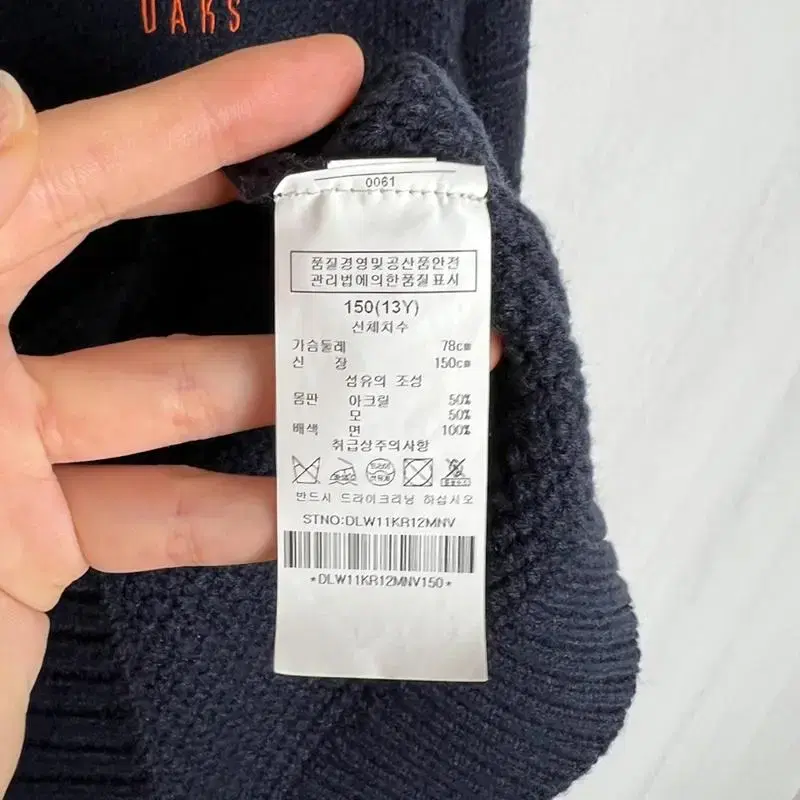 DAKS
0061
품질경영및공산품안전
관리법에의한품질표시
150(13Y)
신체치수
가슴둘레 78cm
신 장 150cm
섬유의 조성
몸판 아크릴 50%
모 50%
배색 면 100%
취급상주의사항
드라이
반드시 드라이크리닝 하십시오
STNO:DLW11KR12MNV
*DLW11KR12MNV150*